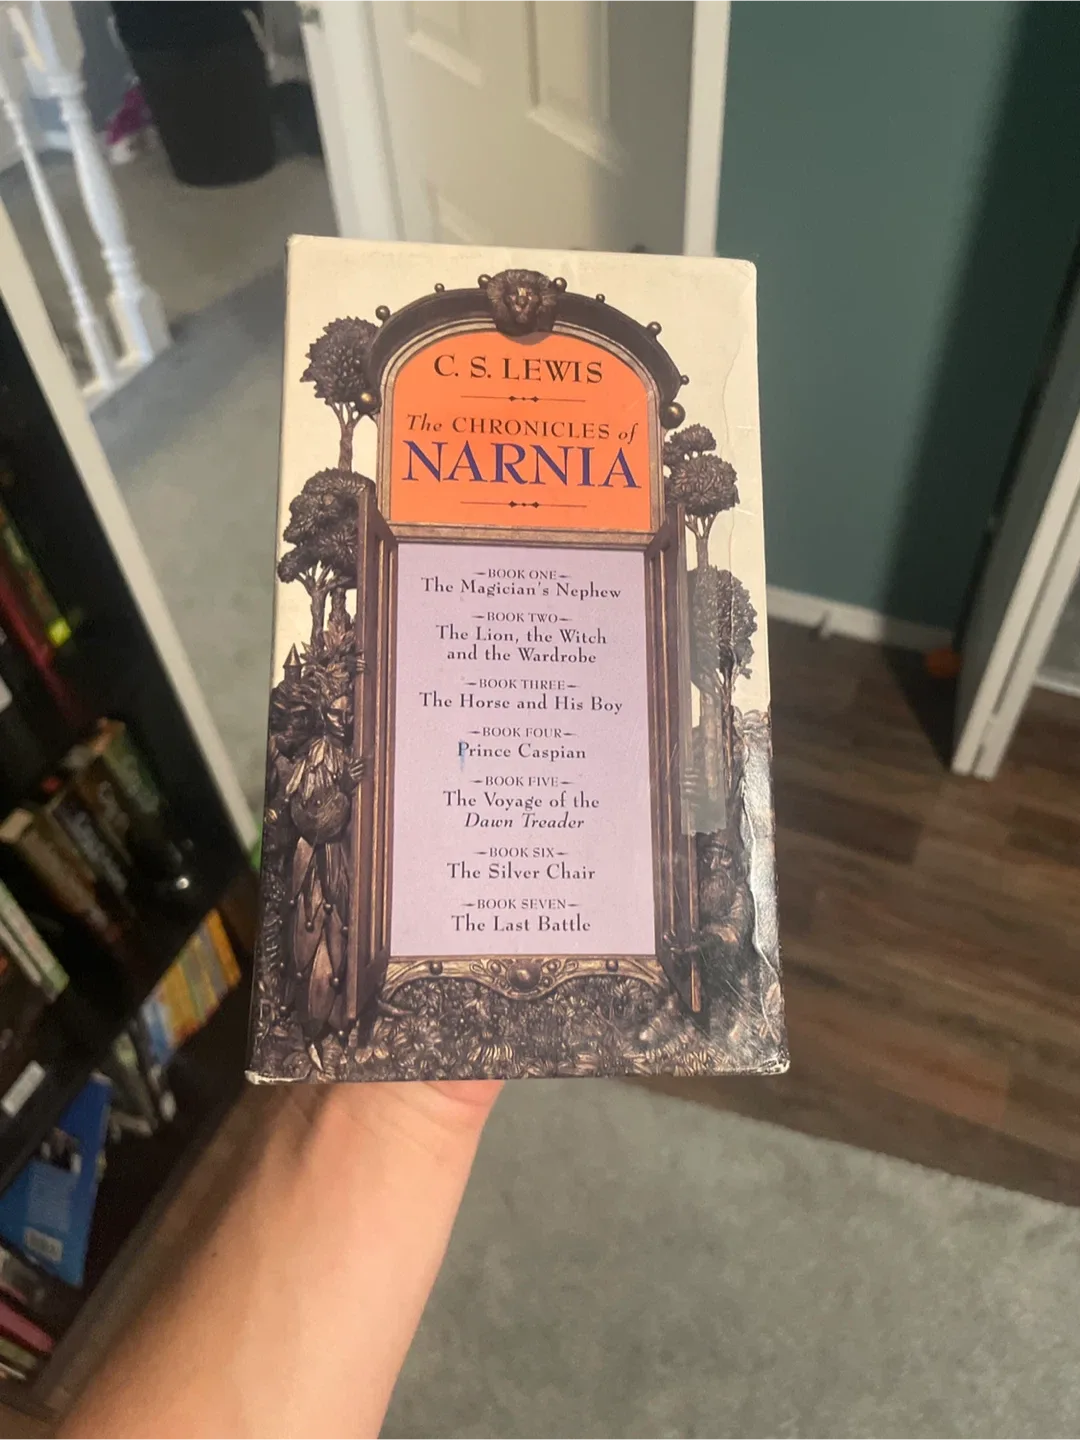 C. S. LEWIS
The CHRONICLES of
NARNIA
BOOK ONE
The Magician's Nephew
BOOK TWO
The Lion, the Witch
and the Wardrobe
BOOK THREE
The Horse and His Boy
BOOK FOUR
Prince Caspian
BOOK FIVE
The Voyage of the
Dawn Treader
BOOK SIX
The Silver Chair
BOOK SEVEN
The Last Battle